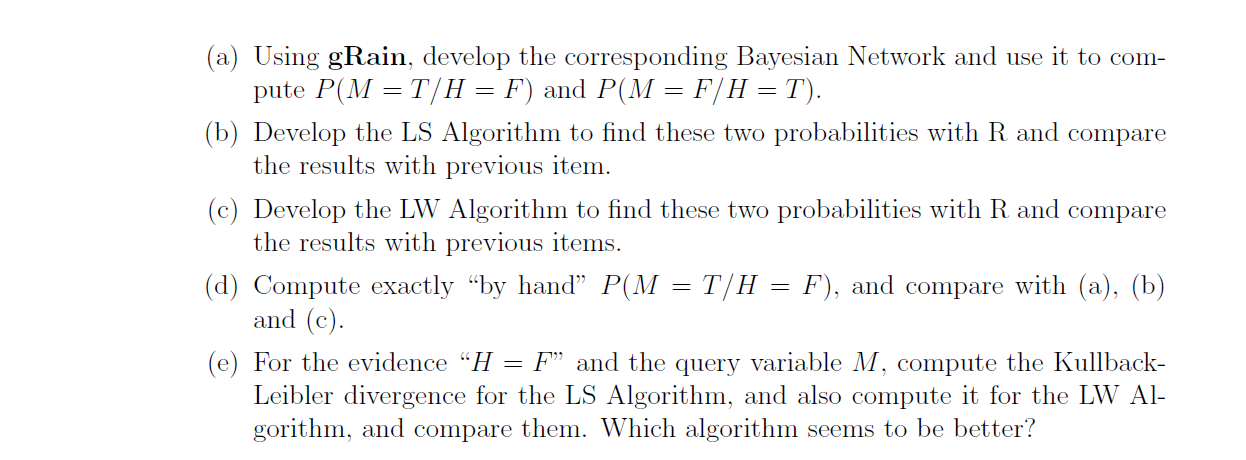 (a) Using gRain, develop the corresponding Bayesian Network and use it to com-
pute P(M = T/H = F) and P(M = F/H = T).
(b) Develop the LS Algorithm to find these two probabilities with R and compare
the results with previous item.
(c) Develop the LW Algorithm to find these two probabilities with R and compare
the results with previous items.
(d) Compute exactly “by hand” P(M = T/H = F), and compare with (a), (b)
and (c).
(e) For the evidence “H = F” and the query variable M, compute the Kullback-
Leibler divergence for the LS Algorithm, and also compute it for the LW Al-
gorithm, and compare them. Which algorithm seems to be better?